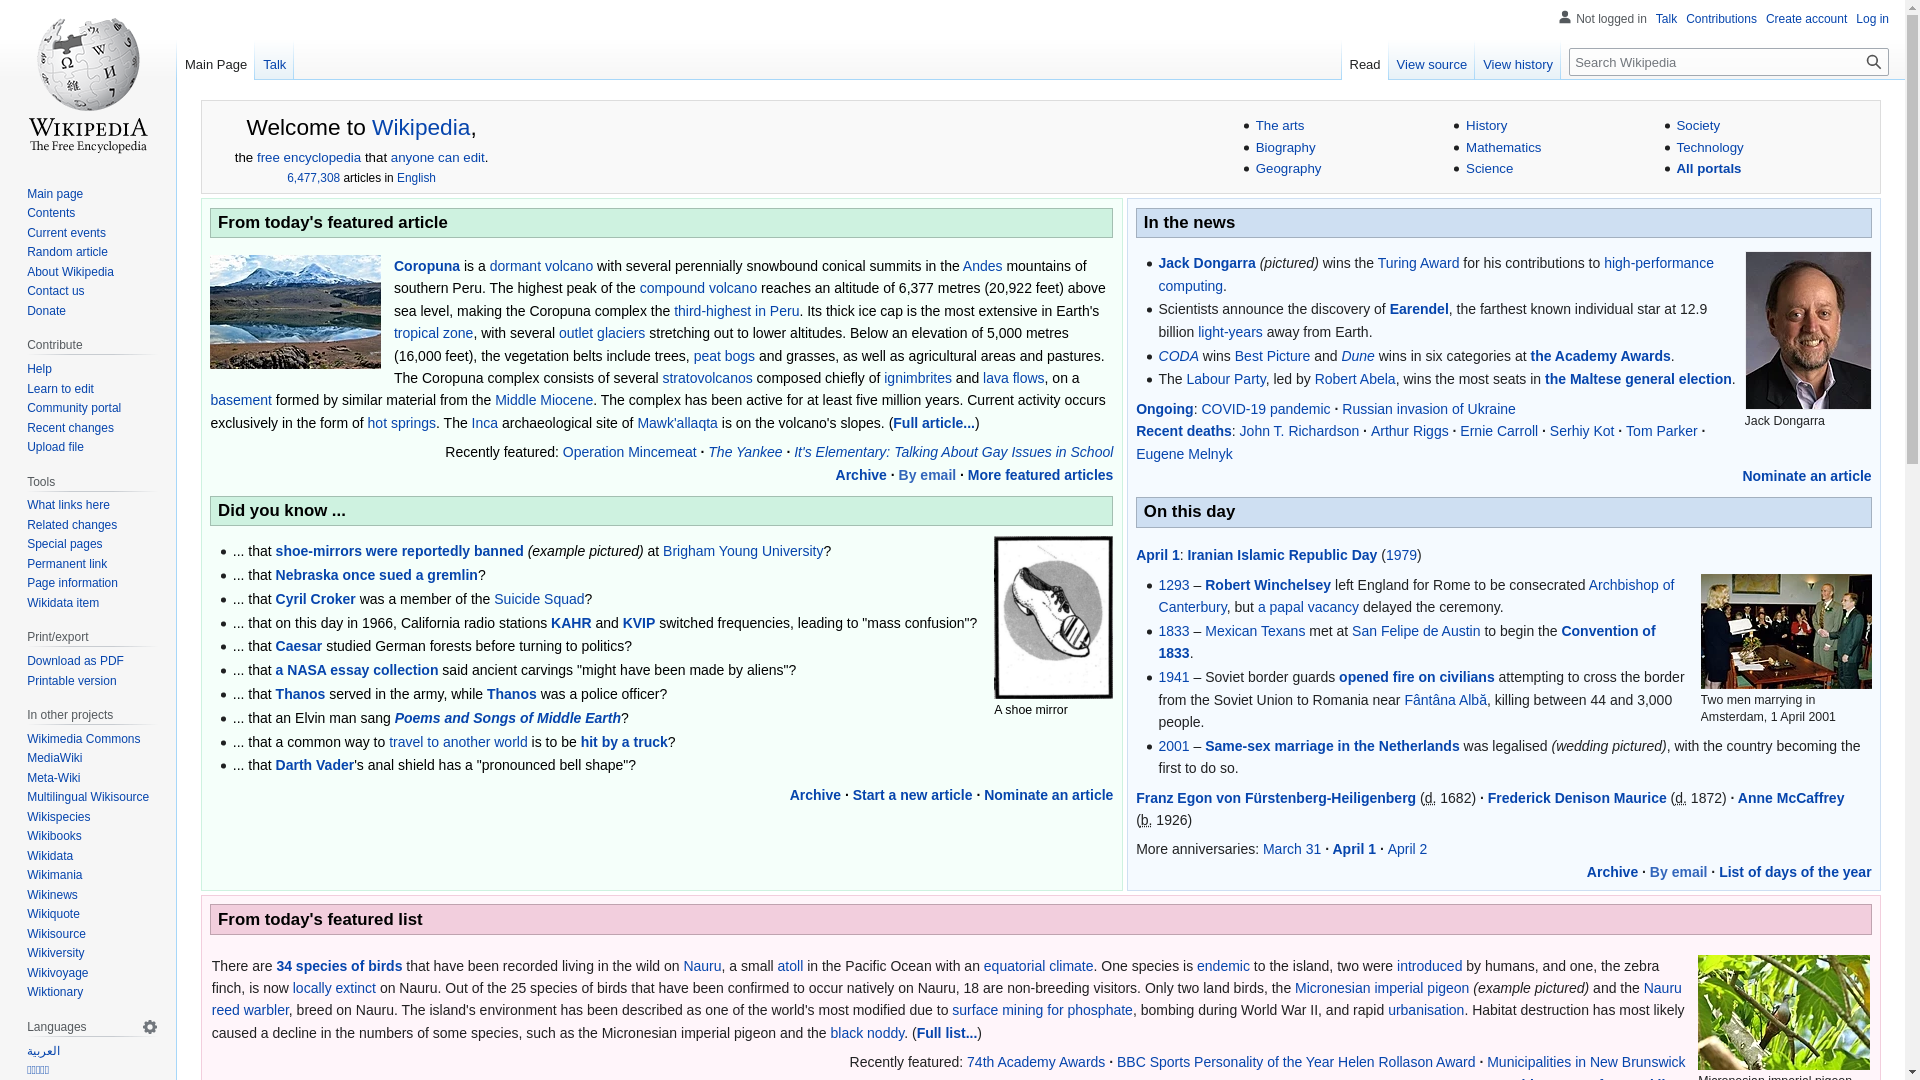 Not logged in Talk Contributions Create account Log in
Main Page Talk
Read View source View history Search Wikipedia
WIKIPEDIA
The Free Encyclopedia
Main page
Contents
Current events
Random article
About Wikipedia
Contact us
Donate
Contribute
Help
Learn to edit
Community portal
Recent changes
Upload file
Tools
What links here
Related changes
Special pages
Permanent link
Page information
Wikidata item
Print/export
Download as PDF
Printable version
In other projects
Wikimedia Commons
MediaWiki
Meta-Wiki
Multilingual Wikisource
Wikispecies
Wikibooks
Wikidata
Wikimania
Wikinews
Wikiquote
Wikisource
Wikiversity
Wikivoyage
Wiktionary
Languages
العربية
Welcome to Wikipedia,
the free encyclopedia that anyone can edit.
6,477,308 articles in English
The arts
Biography
Geography
History
Mathematics
Science
Society
Technology
All portals
From today's featured article
Coropuna is a dormant volcano with several perennially snowbound conical summits in the Andes mountains of
southern Peru. The highest peak of the compound volcano reaches an altitude of 6,377 metres (20,922 feet) above
sea level, making the Coropuna complex the third-highest in Peru. Its thick ice cap is the most extensive in Earth's
tropical zone, with several outlet glaciers stretching out to lower altitudes. Below an elevation of 5,000 metres
(16,000 feet), the vegetation belts include trees, peat bogs and grasses, as well as agricultural areas and pastures.
The Coropuna complex consists of several stratovolcanos composed chiefly of ignimbrites and lava flows, on a
basement formed by similar material from the Middle Miocene. The complex has been active for at least five million years. Current activity occurs
exclusively in the form of hot springs. The Inca archaeological site of Mawk'allaqta is on the volcano's slopes. (Full article...)
Recently featured: Operation Mincemeat · The Yankee · It's Elementary: Talking About Gay Issues in School
Archive · By email · More featured articles
Did you know ...
... that shoe-mirrors were reportedly banned (example pictured) at Brigham Young University?
... that Nebraska once sued a gremlin?
... that Cyril Croker was a member of the Suicide Squad?
... that on this day in 1966, California radio stations KAHR and KVIP switched frequencies, leading to "mass confusion"?
... that Caesar studied German forests before turning to politics?
... that a NASA essay collection said ancient carvings "might have been made by aliens"?
... that Thanos served in the army, while Thanos was a police officer?
... that an Elvin man sang Poems and Songs of Middle Earth?
... that a common way to travel to another world is to be hit by a truck?
... that Darth Vader's anal shield has a "pronounced bell shape"?
A shoe mirror
Archive · Start a new article · Nominate an article
In the news
Jack Dongarra (pictured) wins the Turing Award for his contributions to high-performance
computing.
Scientists announce the discovery of Earendel, the farthest known individual star at 12.9
billion light-years away from Earth.
CODA wins Best Picture and Dune wins in six categories at the Academy Awards.
The Labour Party, led by Robert Abela, wins the most seats in the Maltese general election.
Jack Dongarra
Ongoing: COVID-19 pandemic · Russian invasion of Ukraine
Recent deaths: John T. Richardson · Arthur Riggs · Ernie Carroll · Serhiy Kot · Tom Parker ·
Eugene Melnyk
Nominate an article
On this day
April 1: Iranian Islamic Republic Day (1979)
1293 – Robert Winchelsey left England for Rome to be consecrated Archbishop of
Canterbury, but a papal vacancy delayed the ceremony.
1833 – Mexican Texans met at San Felipe de Austin to begin the Convention of
1833.
1941 – Soviet border guards opened fire on civilians attempting to cross the border
from the Soviet Union to Romania near Fântâna Albă, killing between 44 and 3,000
people.
2001 – Same-sex marriage in the Netherlands was legalised (wedding pictured), with the country becoming the
first to do so.
Two men marrying in
Amsterdam, 1 April 2001
Franz Egon von Fürstenberg-Heiligenberg (d. 1682) · Frederick Denison Maurice (d. 1872) · Anne McCaffrey
(b. 1926)
More anniversaries: March 31 · April 1 · April 2
Archive · By email · List of days of the year
From today's featured list
There are 34 species of birds that have been recorded living in the wild on Nauru, a small atoll in the Pacific Ocean with an equatorial climate. One species is endemic to the island, two were introduced by humans, and one, the zebra
finch, is now locally extinct on Nauru. Out of the 25 species of birds that have been confirmed to occur natively on Nauru, 18 are non-breeding visitors. Only two land birds, the Micronesian imperial pigeon (example pictured) and the Nauru
reed warbler, breed on Nauru. The island's environment has been described as one of the world's most modified due to surface mining for phosphate, bombing during World War II, and rapid urbanisation. Habitat destruction has most likely
caused a decline in the numbers of some species, such as the Micronesian imperial pigeon and the black noddy. (Full list...)
Recently featured: 74th Academy Awards · BBC Sports Personality of the Year Helen Rollason Award · Municipalities in New Brunswick
Micronesian imperial pigeon